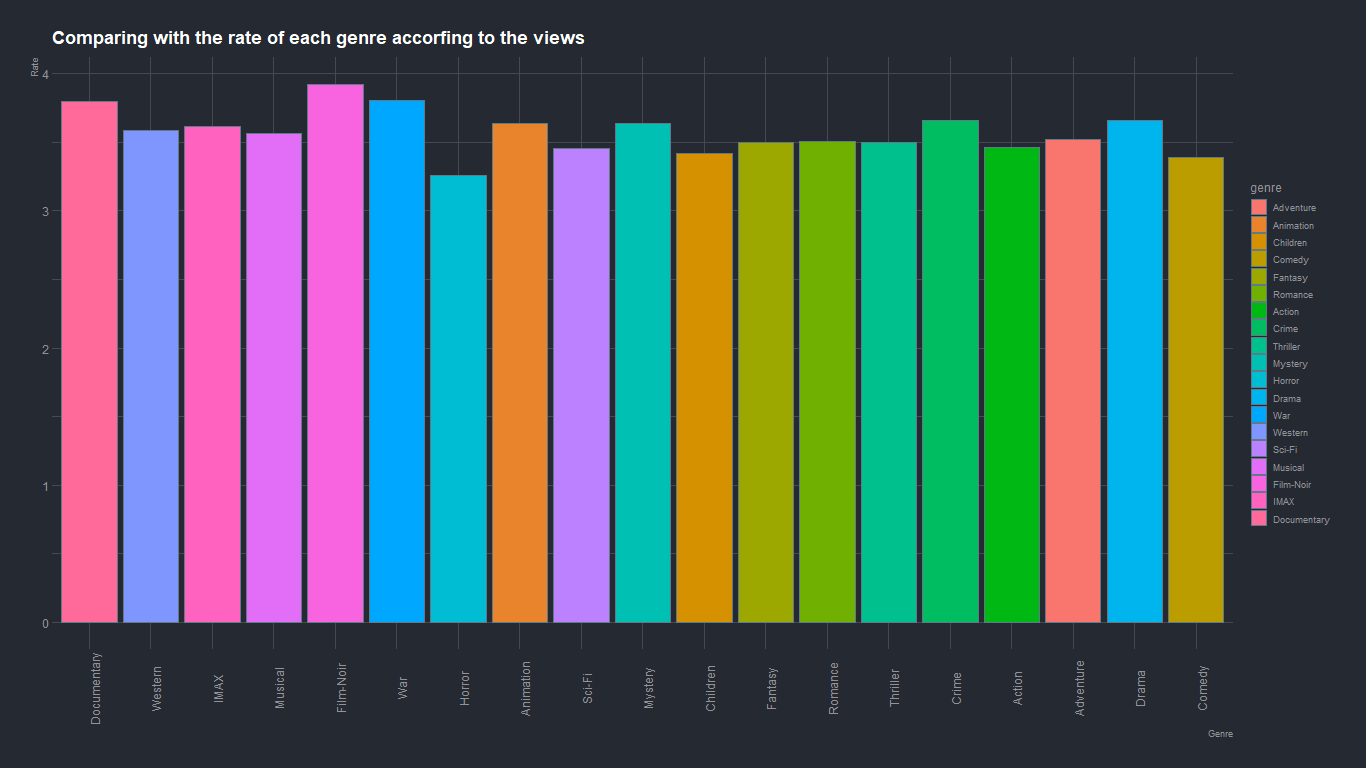 Comparing with the rate of each genre accorfing to the views
Rate
4
3
2
1
0
Documentary
Western
IMAX
Musical
Film-Noir
War
Horror
Animation
Sci-Fi
Mystery
Children
Fantasy
Romance
Thriller
Crime
Action
Adventure
Drama
Comedy
Genre
genre
Adventure
Animation
Children
Comedy
Fantasy
Romance
Action
Crime
Thriller
Mystery
Horror
Drama
War
Western
Sci-Fi
Musical
Film-Noir
IMAX
Documentary